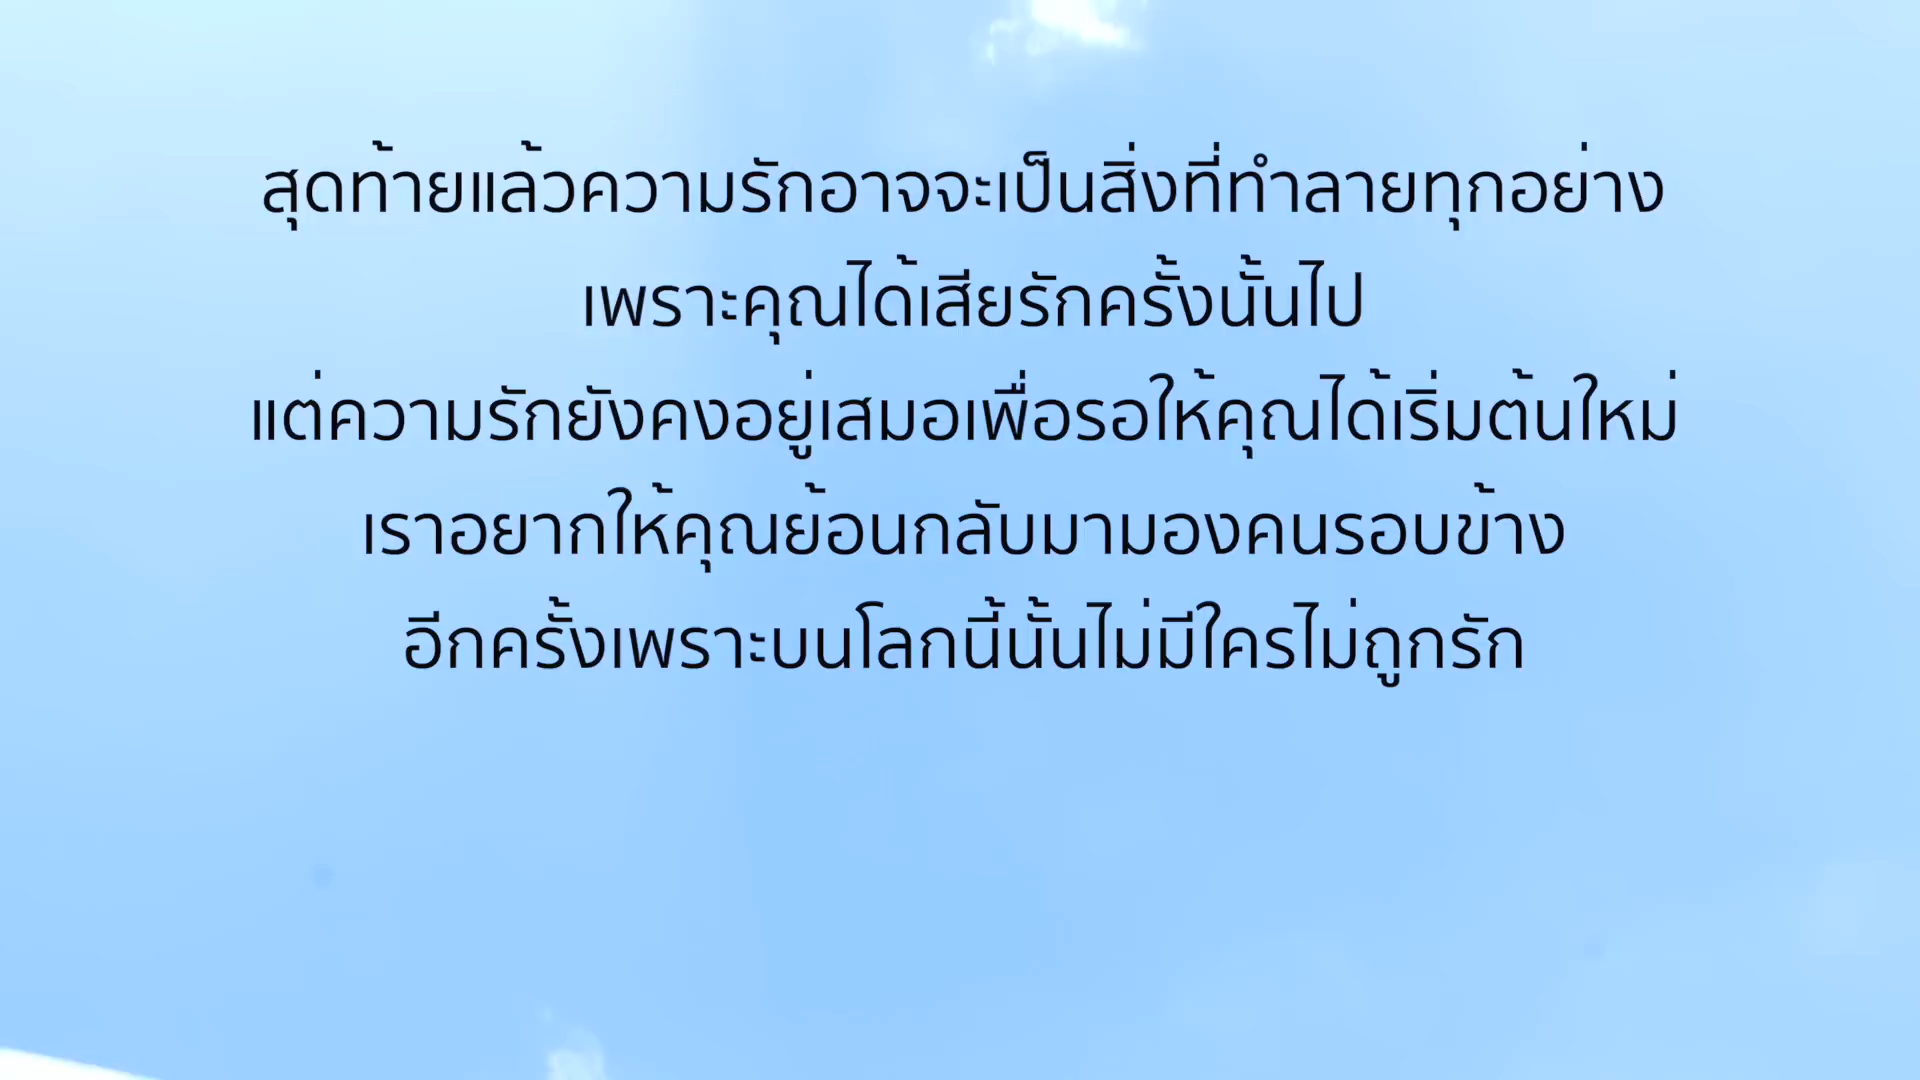 สุดท้ายแล้วความรักอาจจะเป็นสิ่งที่ทำลายทุกอย่าง
เพราะคุณได้เสียรักครั้งนั้นไป
แต่ความรักยังคงอยู่เสมอเพื่อรอให้คุณได้เริ่มต้นใหม่
เราอยากให้คุณย้อนกลับมามองคนรอบข้าง
อีกครั้งเพราะบนโลกนี้นั้นไม่มีใครไม่ถูกรัก